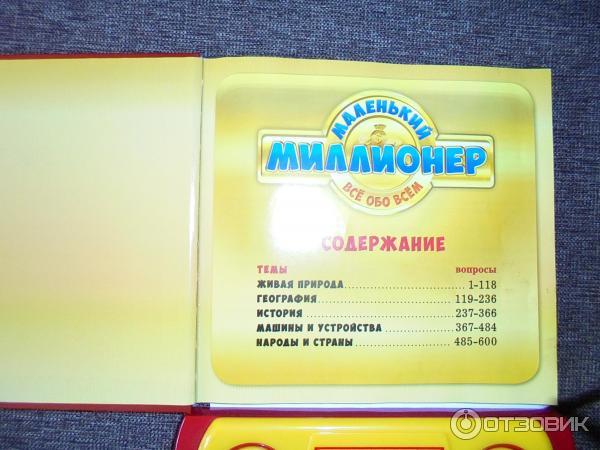 МАЛЕНЬКИЙ
МИЛЛИОНЕР
ВСЁ ОБО ВСЁМ
СОДЕРЖАНИЕ
ТЕМЫ вопросы
ЖИВАЯ ПРИРОДА 1-118
ГЕОГРАФИЯ 119-236
ИСТОРИЯ 237-366
МАШИНЫ И УСТРОЙСТВА 367-484
НАРОДЫ И СТРАНЫ 485-600
ОТЗОВИК